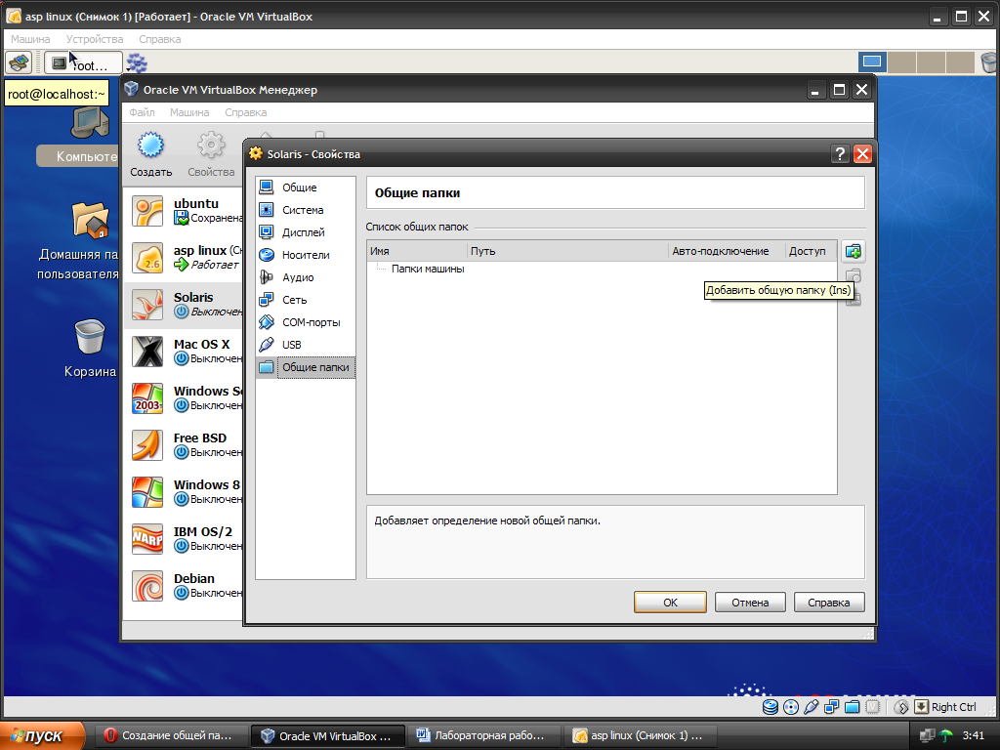 asp linux (Снимок 1) [Работает] - Oracle VM VirtualBox
Машина Устройства Справка
root...
root@localhost:~
Компьюте
Домашняя па
пользователя
Корзина
Oracle VM VirtualBox Менеджер
Файл Машина Справка
Создать Свойства
ubuntu
Сохранена
asp linux (Сн
2.6
Работает
Solaris
Выключен
Mac OS X
Выключен
Windows Se
2003
Выключен
Free BSD
Выключен
Windows 8
Выключен
IBM OS/2
WARP
Выключен
Debian
Выключен
Solaris - Свойства
Общие
Система
Дисплей
Носители
Аудио
Сеть
COM-порты
USB
Общие папки
Общие папки
Список общих папок
Имя Путь Авто-подключение Доступ
Папки машины
Добавить общую папку (Ins)
Добавляет определение новой общей папки.
OK Отмена Справка
Right Ctrl
пуск
Создание общей па...
Oracle VM VirtualBox ...
Лабораторная рабо...
asp linux (Снимок 1) ...
3:41